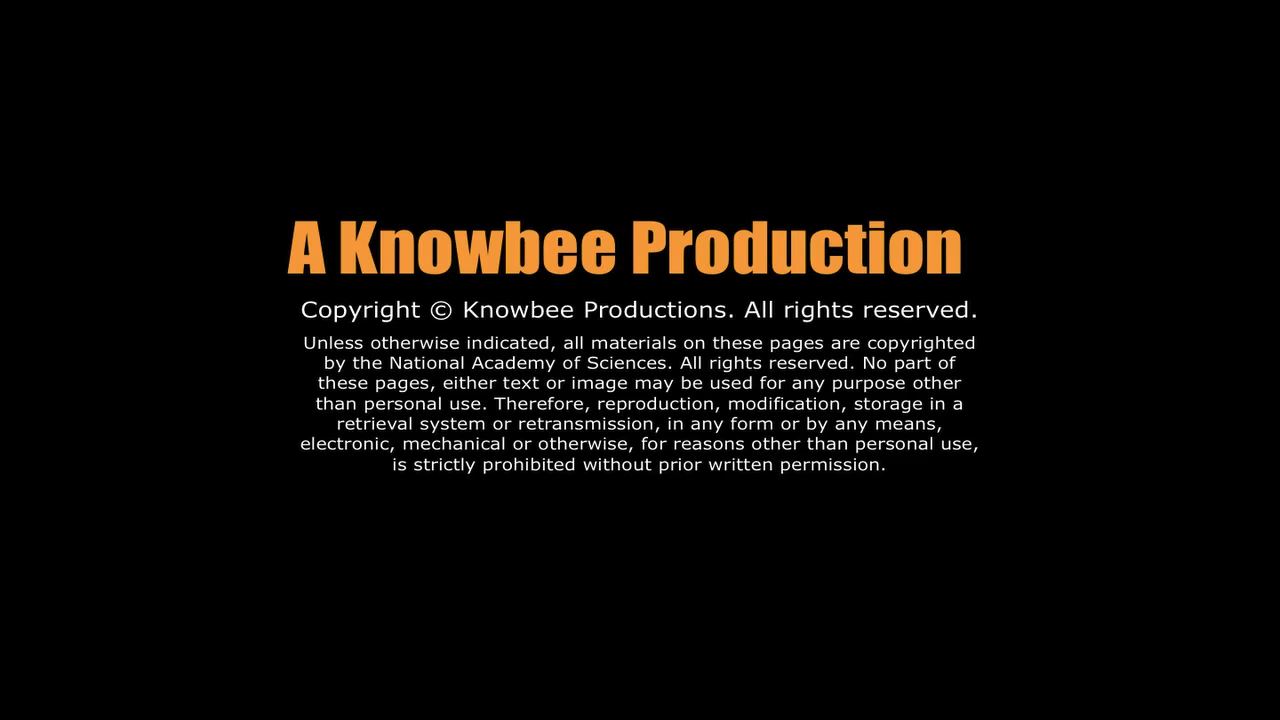 A Knowbee Production
Copyright © Knowbee Productions. All rights reserved.
Unless otherwise indicated, all materials on these pages are copyrighted
by the National Academy of Sciences. All rights reserved. No part of
these pages, either text or image may be used for any purpose other
than personal use. Therefore, reproduction, modification, storage in a
retrieval system or retransmission, in any form or by any means,
electronic, mechanical or otherwise, for reasons other than personal use,
is strictly prohibited without prior written permission.